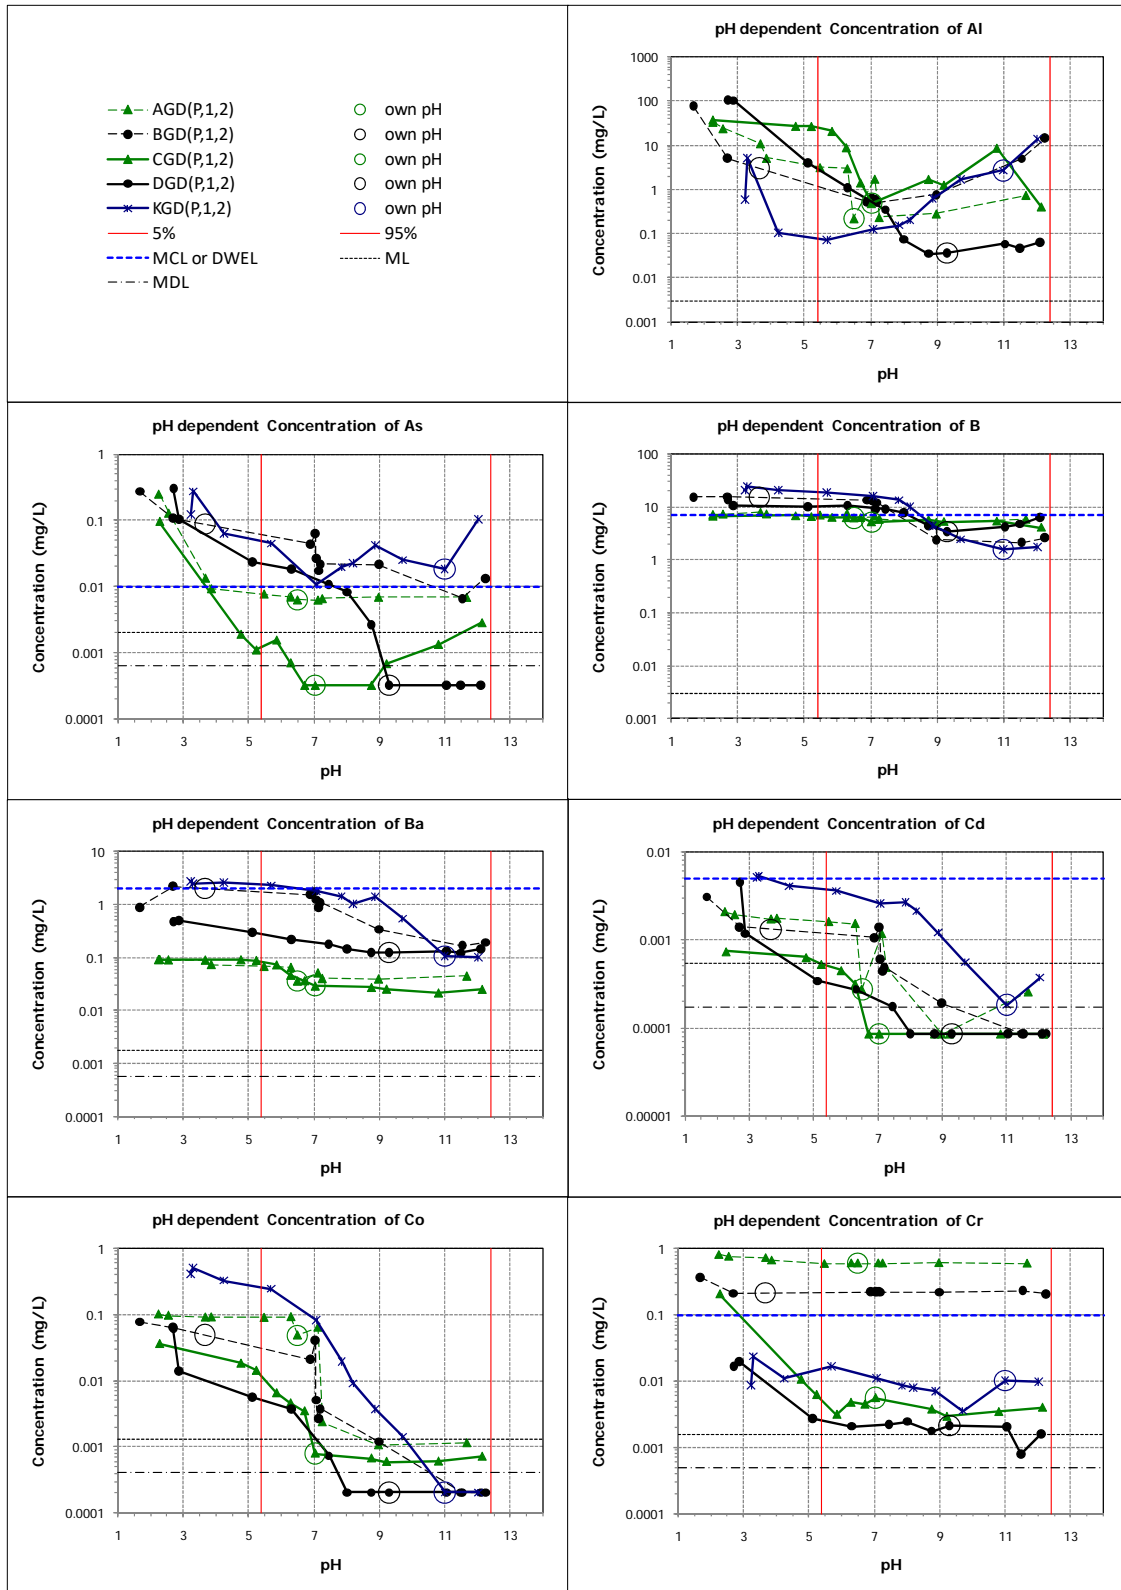 AGD(P,1,2) own pH
BGD(P,1,2) own pH
CGD(P,1,2) own pH
DGD(P,1,2) own pH
KGD(P,1,2) own pH
5% 95%
MCL or DWEL ML
MDL
pH dependent Concentration of Al
Concentration (mg/L)
1000
100
10
1
0.1
0.01
0.001
1 3 5 7 9 11 13
pH
pH dependent Concentration of As
Concentration (mg/L)
1
0.1
0.01
0.001
0.0001
1 3 5 7 9 11 13
pH
pH dependent Concentration of B
Concentration (mg/L)
100
10
1
0.1
0.01
0.001
1 3 5 7 9 11 13
pH
pH dependent Concentration of Ba
Concentration (mg/L)
10
1
0.1
0.01
0.001
0.0001
1 3 5 7 9 11 13
pH
pH dependent Concentration of Cd
Concentration (mg/L)
0.01
0.001
0.0001
0.00001
1 3 5 7 9 11 13
pH
pH dependent Concentration of Co
Concentration (mg/L)
1
0.1
0.01
0.001
0.0001
1 3 5 7 9 11 13
pH
pH dependent Concentration of Cr
Concentration (mg/L)
1
0.1
0.01
0.001
0.0001
1 3 5 7 9 11 13
pH